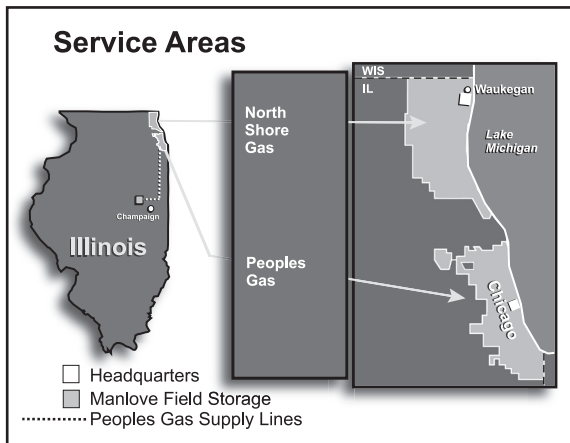 Service Areas
Champaign
Illinois
North
Shore
Gas
Peoples
Gas
WIS
IL
Waukegan
Lake
Michigan
Chicago
Headquarters
Manlove Field Storage
Peoples Gas Supply Lines